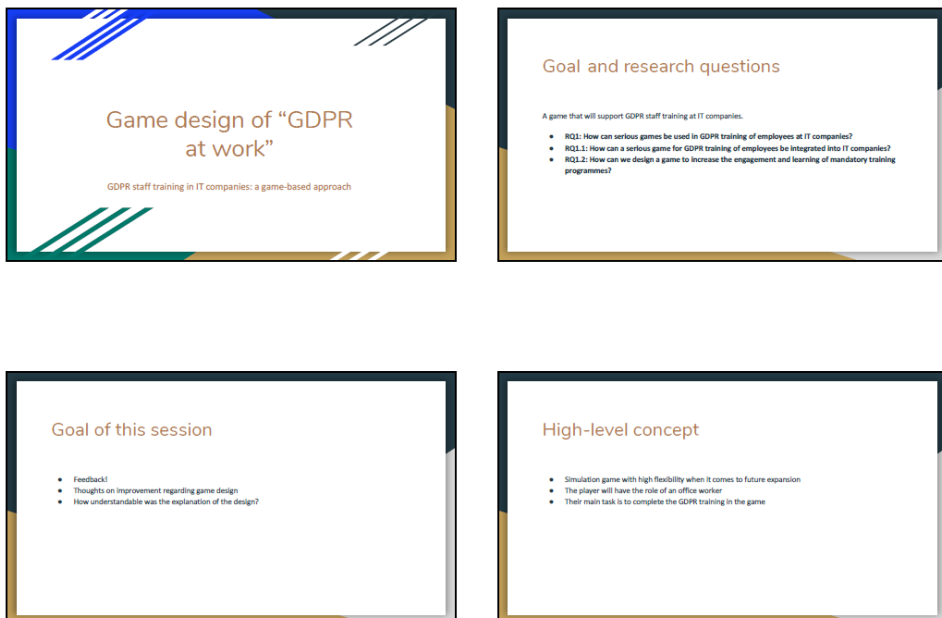 Game design of “GDPR
at work”
GDPR staff training in IT companies: a game-based approach
Goal and research questions
A game that will support GDPR staff training at IT companies.
● RQ1: How can serious games be used in GDPR training of employees at IT companies?
● RQ1.1: How can a serious game for GDPR training of employees be integrated into IT companies?
● RQ1.2: How can we design a game to increase the engagement and learning of mandatory training
programmes?
Goal of this session
● Feedback!
● Thoughts on improvement regarding game design
● How understandable was the explanation of the design?
High-level concept
● Simulation game with high flexibility when it comes to future expansion
● The player will have the role of an office worker
● Their main task is to complete the GDPR training in the game